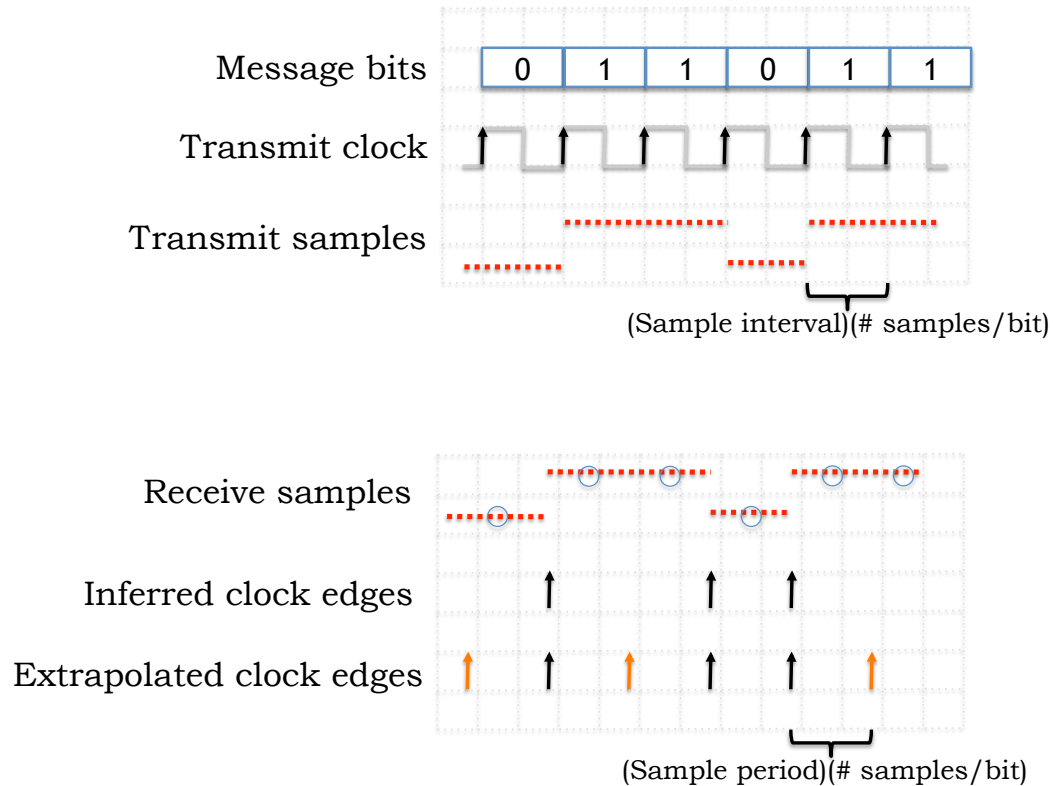 Message bits
0 1 1 0 1 1
Transmit clock
Transmit samples
(Sample interval)(# samples/bit)
Receive samples
Inferred clock edges
Extrapolated clock edges
(Sample period)(# samples/bit)